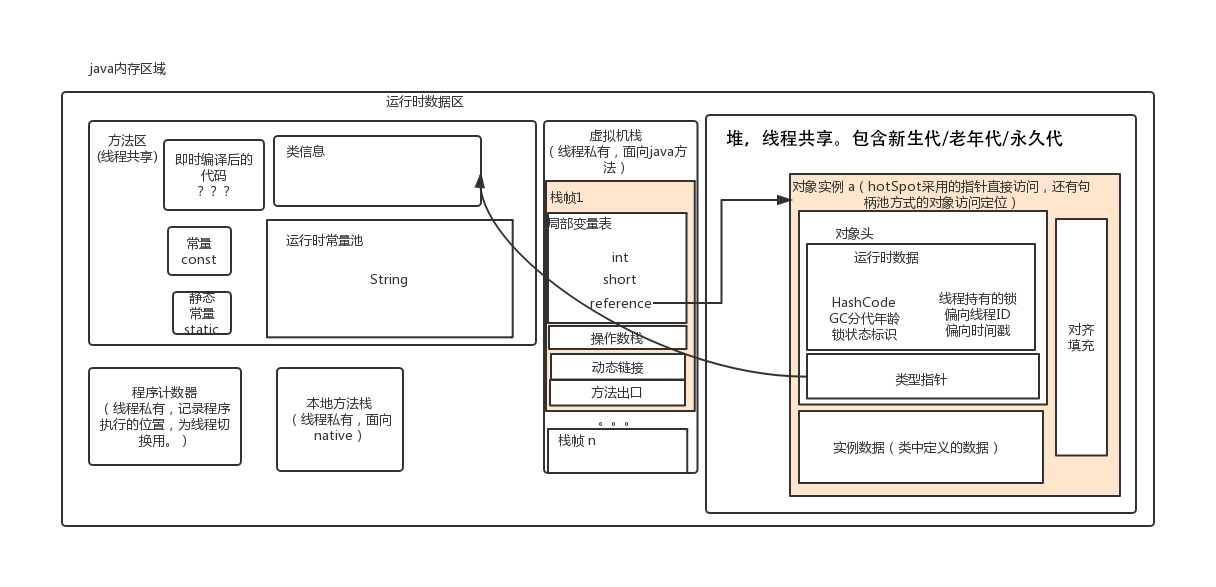 java内存区域
运行时数据区
方法区
(线程共享)
即时编译后的
代码
？？？
类信息
常量
const
运行时常量池
String
静态
常量
static
程序计数器
（线程私有，记录程序
执行的位置，为线程切
换用。）
本地方法栈
（线程私有，面向
native）
虚拟机栈
（线程私有，面向java方
法）
栈帧1
局部变量表
int
short
reference
操作数栈
动态链接
方法出口
。。。
栈帧 n
堆，线程共享。包含新生代/老年代/永久代
对象实例 a（hotSpot采用的指针直接访问，还有句
柄池方式的对象访问定位）
对象头
运行时数据
HashCode
GC分代年龄
锁状态标识
线程持有的锁
偏向线程ID
偏向时间戳
类型指针
实例数据（类中定义的数据）
对齐
填充